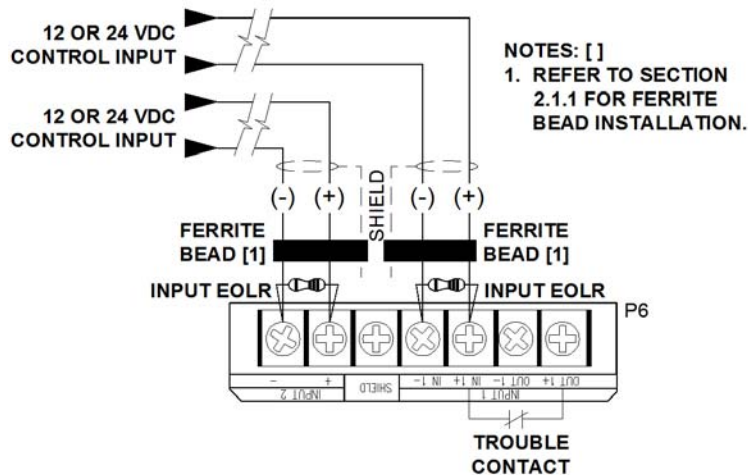 12 OR 24 VDC
CONTROL INPUT
12 OR 24 VDC
CONTROL INPUT
NOTES: [ ]
1. REFER TO SECTION
2.1.1 FOR FERRITE
BEAD INSTALLATION.
SHIELD
(-) (+) (-) (+)
FERRITE
BEAD [1]
FERRITE
BEAD [1]
INPUT EOLR
INPUT EOLR
P6
- + IN 1- IN 1+ OUT 1- OUT 1+
INPUT 2 SHIELD INPUT 1
TROUBLE
CONTACT